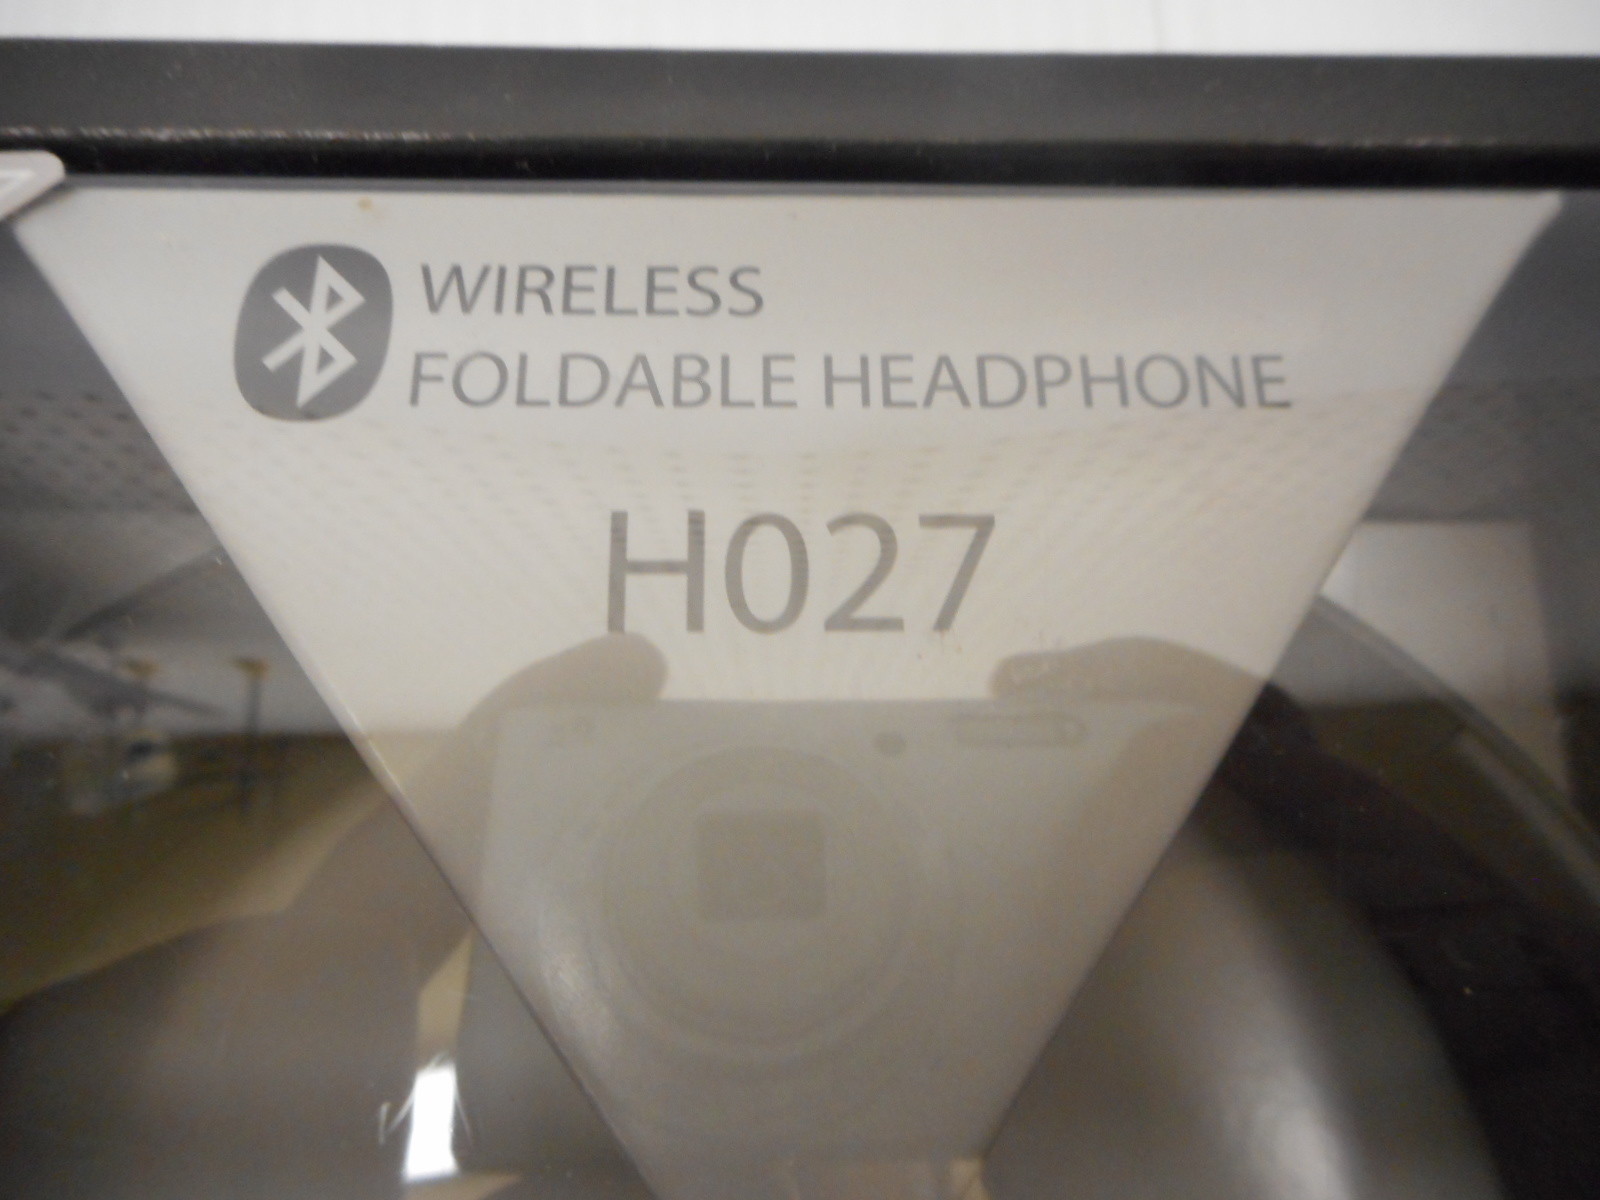 WIRELESS
FOLDABLE HEADPHONE
H027